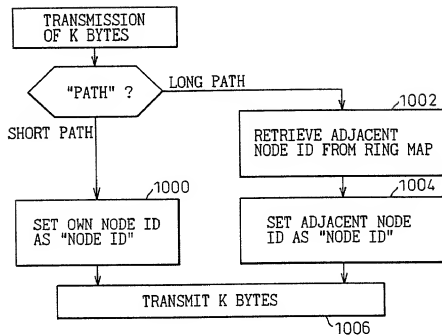 TRANSMISSION
OF K BYTES
"PATH" ?
LONG PATH
SHORT PATH
1002
RETRIEVE ADJACENT
NODE ID FROM RING MAP
1000
1004
SET OWN NODE ID
AS "NODE ID"
SET ADJACENT NODE
ID AS "NODE ID"
TRANSMIT K BYTES
1006